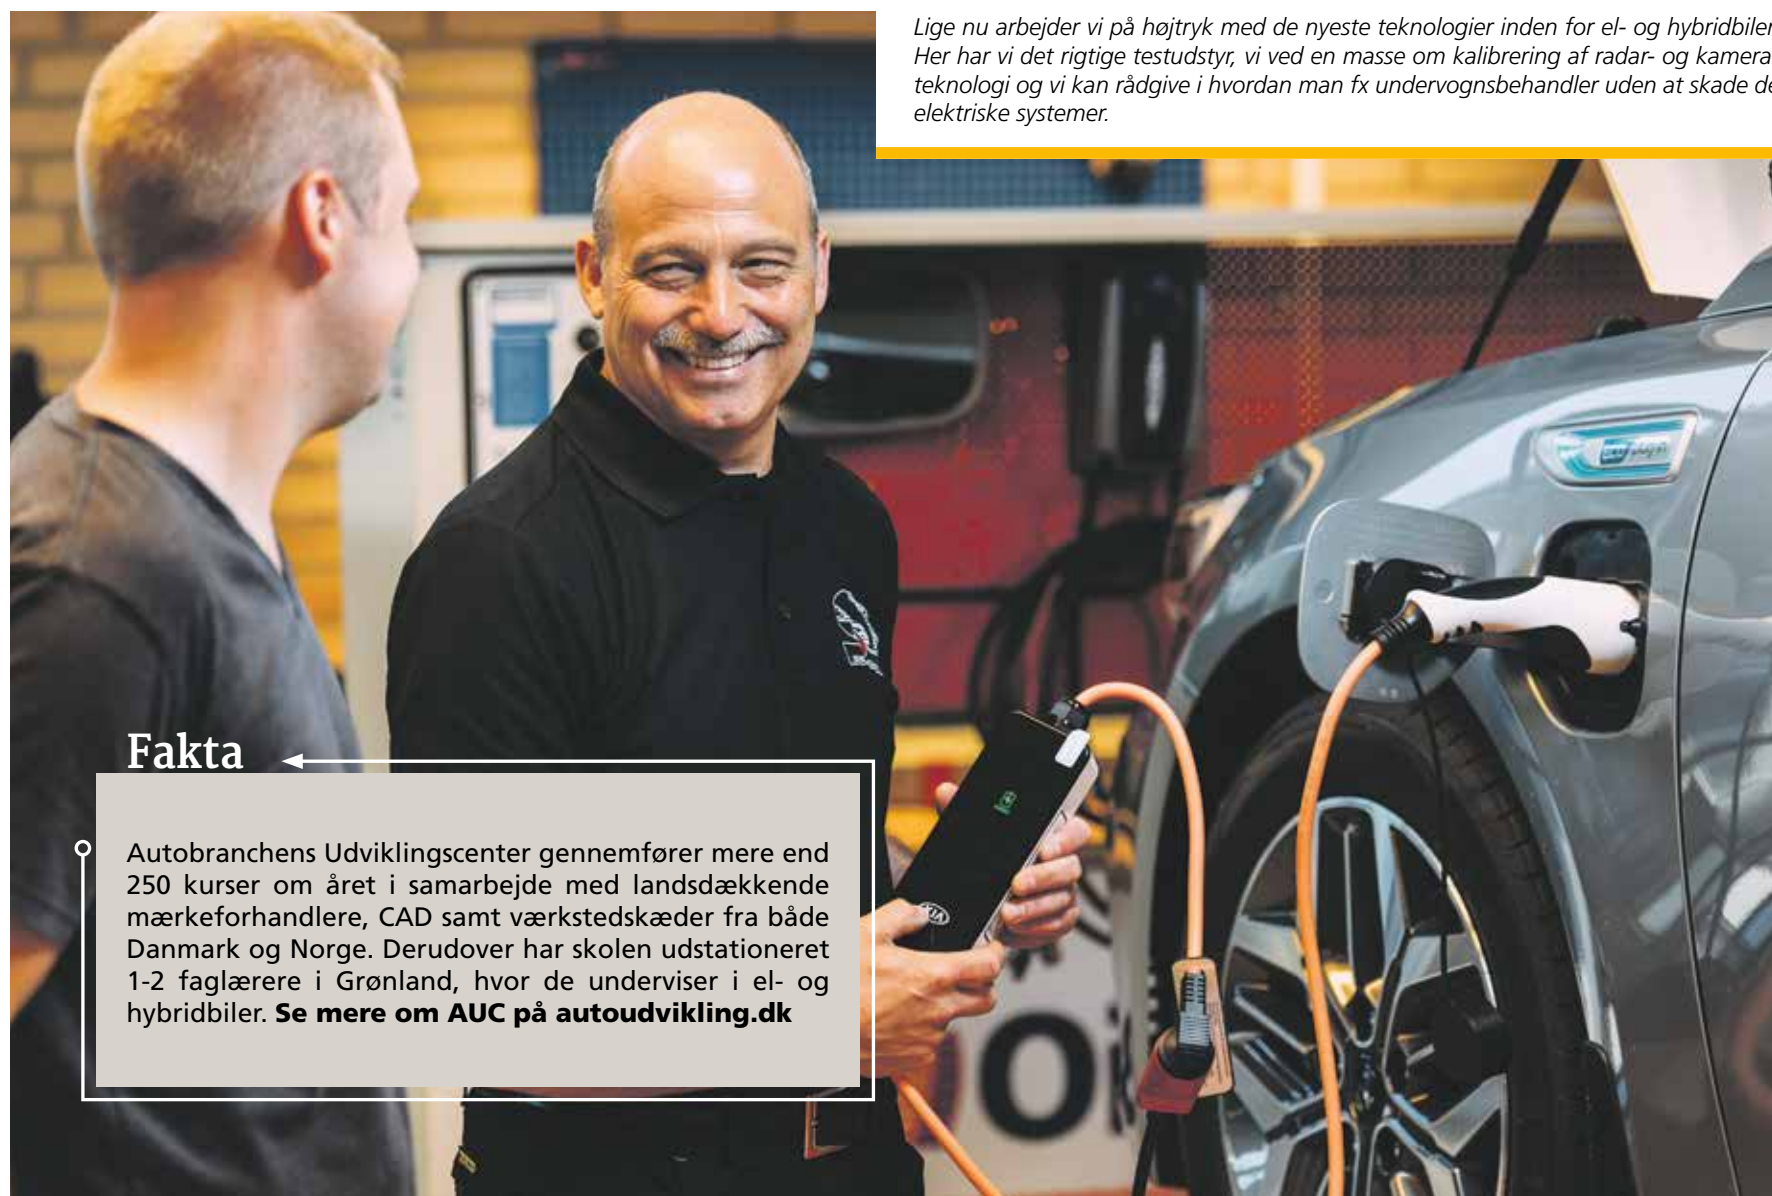 Lige nu arbejder vi på højtryk med de nyeste teknologier inden for el- og hybridbiler
Her har vi det rigtige testudstyr, vi ved en masse om kalibrering af radar- og kamera-
teknologi og vi kan rådgive i hvordan man fx undervognsbehandler uden at skade de
elektriske systemer.
Fakta
Autobranchens Udviklingscenter gennemfører mere end
250 kurser om året i samarbejde med landsdækkende
mærkeforhandlere, CAD samt værkstedskæder fra både
Danmark og Norge. Derudover har skolen udstationeret
1-2 faglærere i Grønland, hvor de underviser i el- og
hybridbiler. Se mere om AUC på autoudvikling.dk
KIA